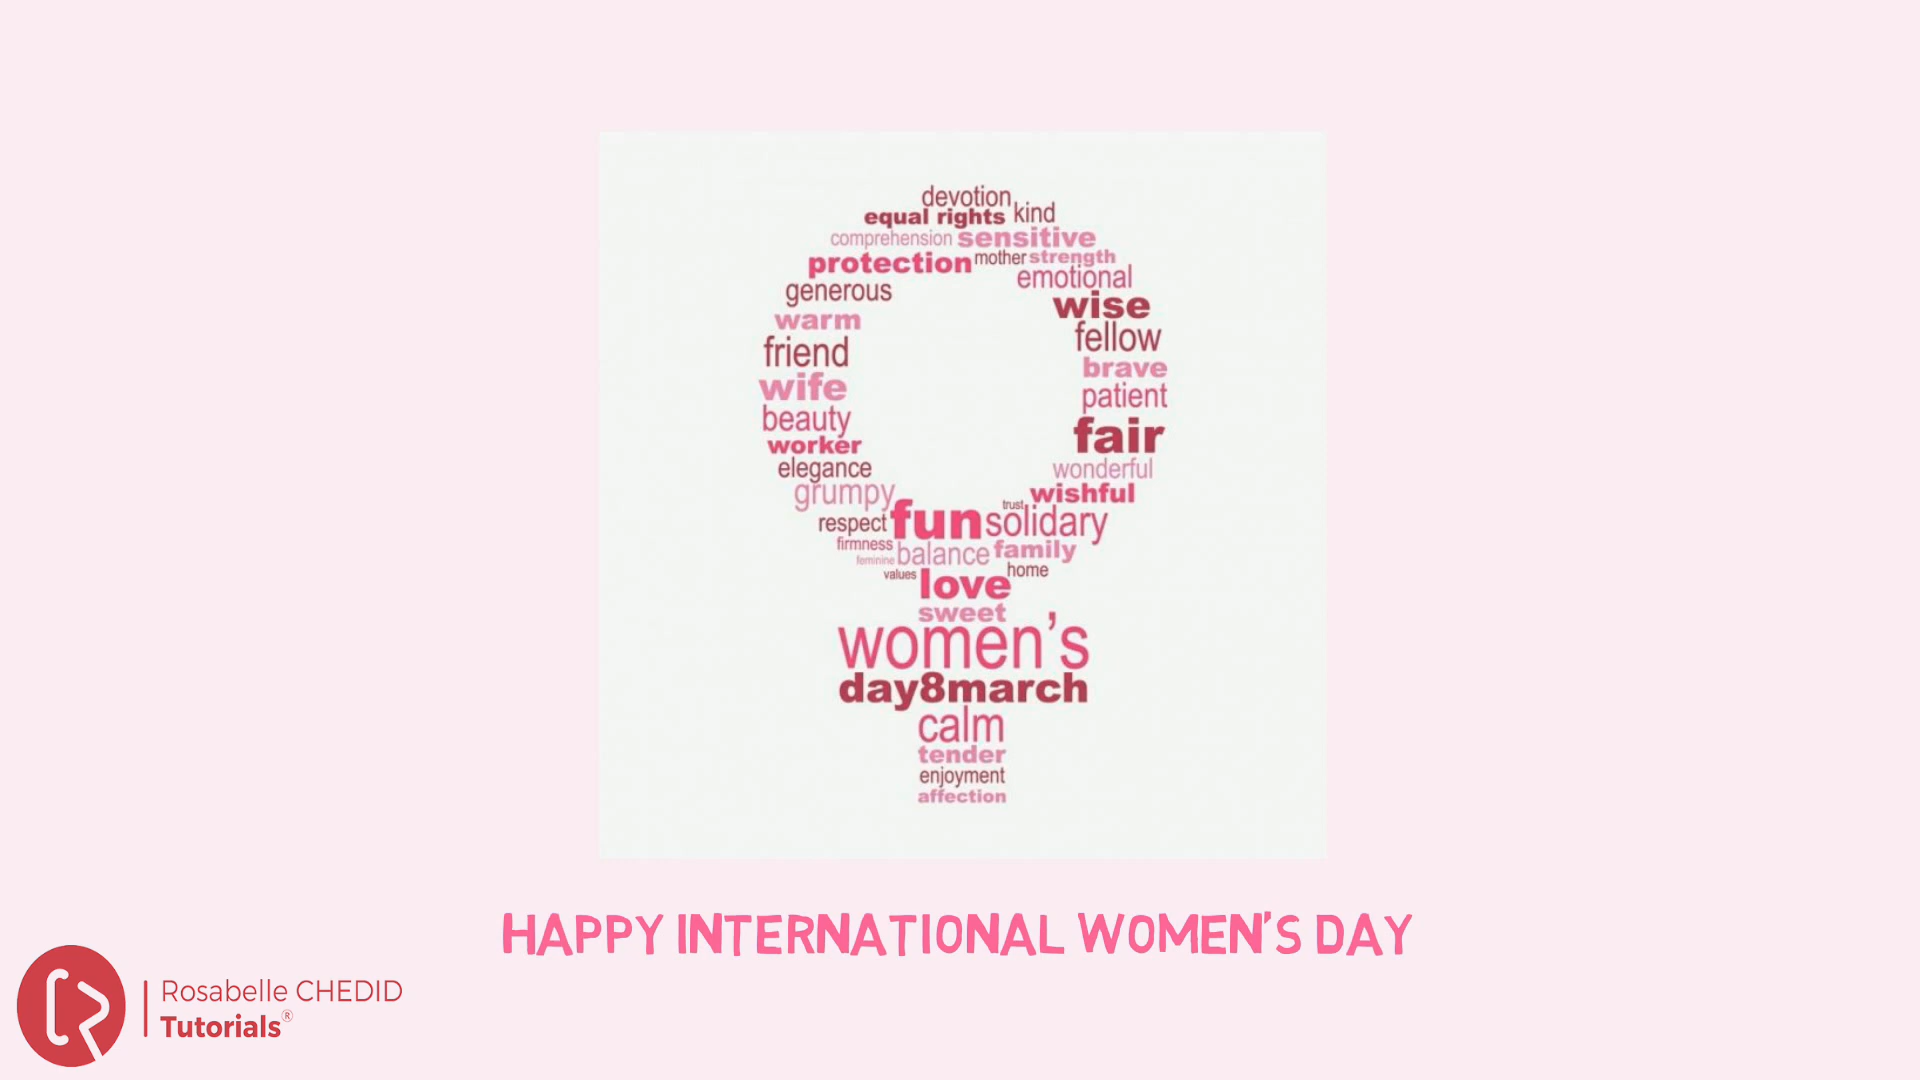 devotion
equal rights kind
comprehension sensitive
protection mother strength
emotional
generous
wise
warm
fellow
friend
brave
wife
patient
beauty
fair
worker
elegance
wonderful
grumpy
wishful
trust
respect fun solidary
firmness
feminine balance family
values love home
sweet
women's
day8march
calm
tender
enjoyment
affection
HAPPY INTERNATIONAL WOMEN'S DAY
Rosabelle CHEDID
Tutorials®